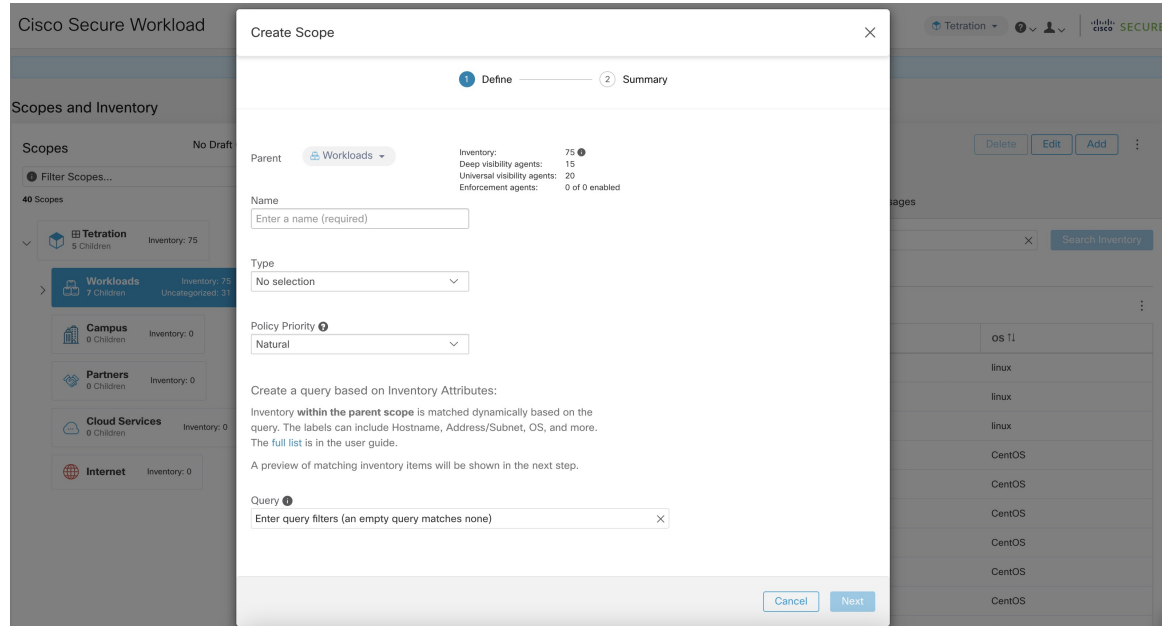 Cisco Secure Workload
Tetration
CISCO SECURE
Scopes and Inventory
Scopes
No Draft
Filter Scopes...
40 Scopes
Tetration
5 Children
Inventory: 75
Workloads
7 Children
Inventory: 75
Uncategorized: 31
Campus
0 Children
Inventory: 0
Partners
0 Children
Inventory: 0
Cloud Services
0 Children
Inventory: 0
Internet
Inventory: 0
Create Scope
1 Define
2 Summary
Parent
Workloads
Inventory: 75
Deep visibility agents: 15
Universal visibility agents: 20
Enforcement agents: 0 of 0 enabled
Name
Enter a name (required)
Type
No selection
Policy Priority
Natural
Create a query based on Inventory Attributes:
Inventory within the parent scope is matched dynamically based on the
query. The labels can include Hostname, Address/Subnet, OS, and more.
The full list is in the user guide.
A preview of matching inventory items will be shown in the next step.
Query
Enter query filters (an empty query matches none)
Cancel
Next
Delete
Edit
Add
sages
Search Inventory
OS
linux
linux
linux
CentOS
CentOS
CentOS
CentOS
CentOS
CentOS